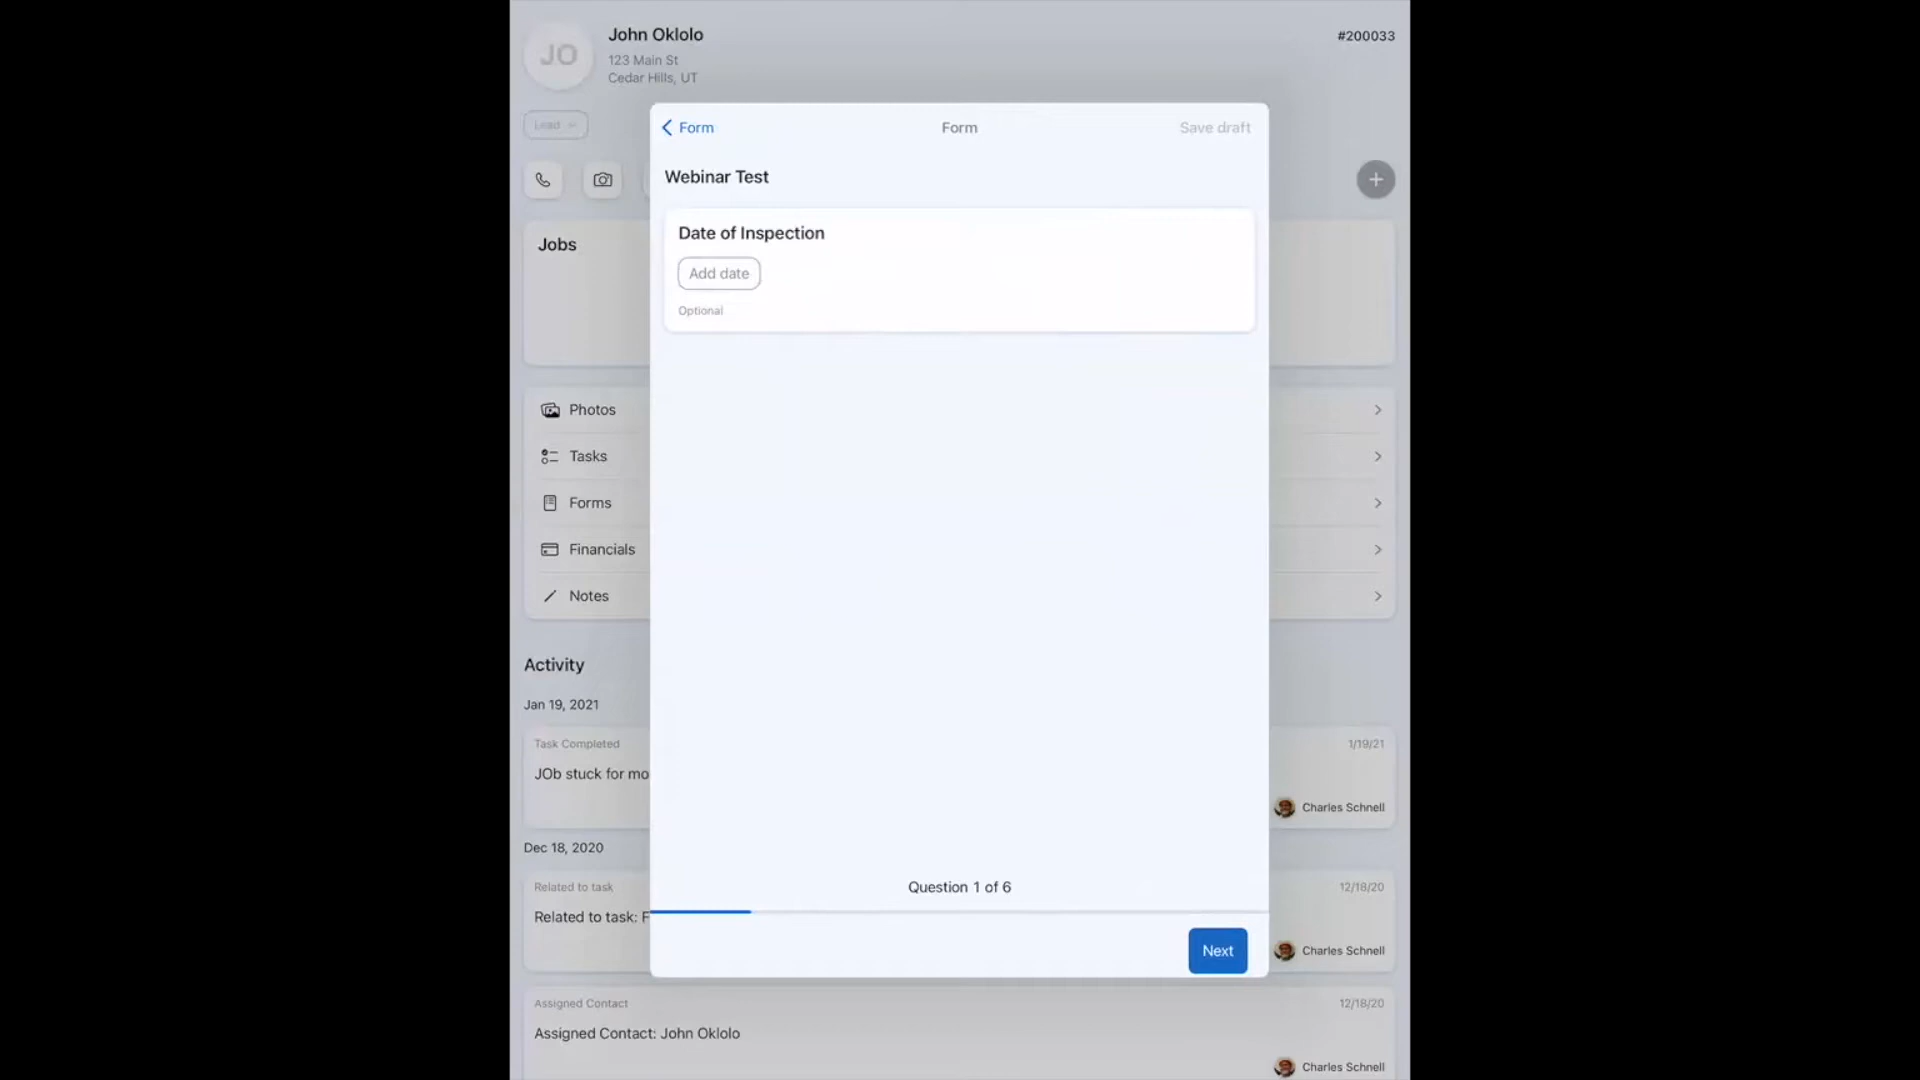 JO
John Oklolo
123 Main St
Cedar Hills, UT
#200033
Lead
Form
Form
Save draft
Webinar Test
Date of Inspection
Add date
Optional
Jobs
Photos
Tasks
Forms
Financials
Notes
Activity
Jan 19, 2021
Task Completed
1/19/21
JOb stuck for mo
Charles Schnell
Dec 18, 2020
Related to task
12/18/20
Related to task: F
Charles Schnell
Question 1 of 6
Next
Assigned Contact
12/18/20
Assigned Contact: John Oklolo
Charles Schnell